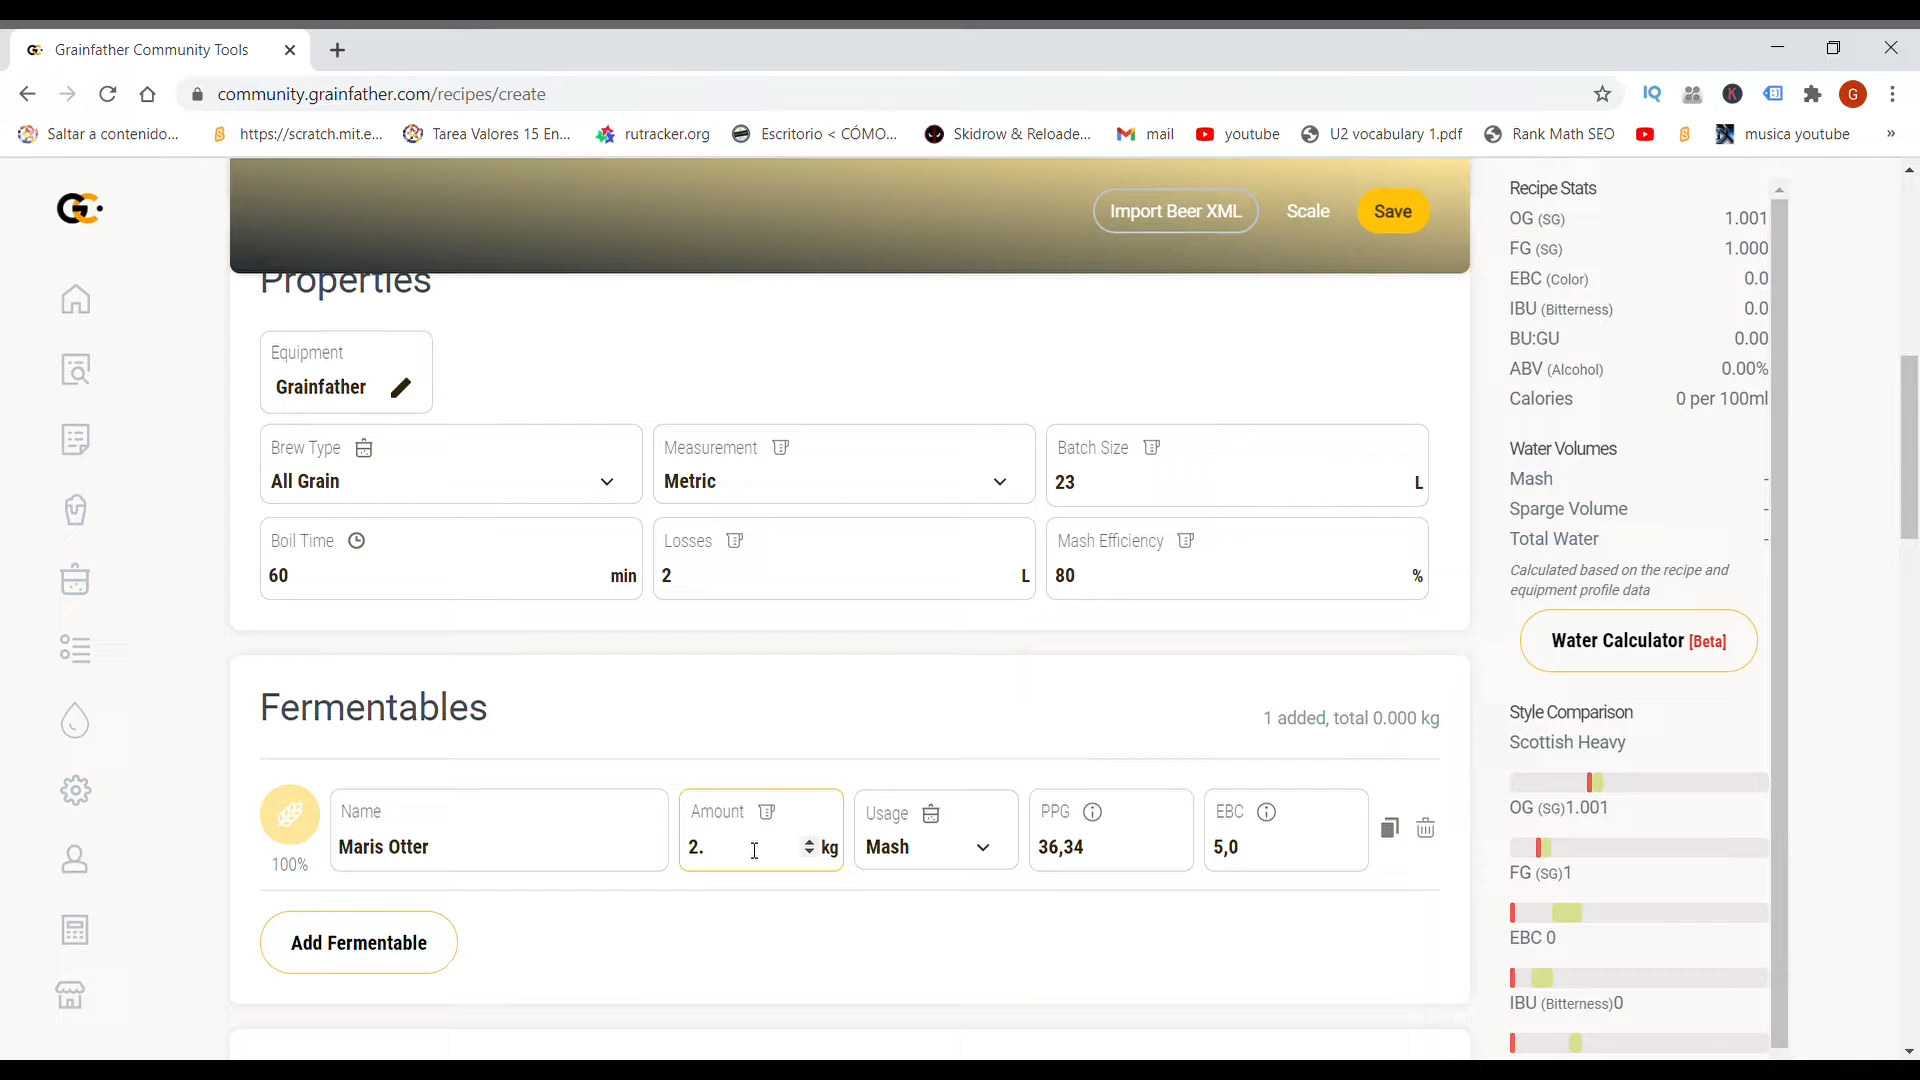 Grainfather Community Tools
community.grainfather.com/recipes/create
Saltar a contenido...
https://scratch.mit.e...
Tarea Valores 15 En...
rutracker.org
Escritorio < CÓMO...
Skidrow & Reloade...
mail
youtube
U2 vocabulary 1.pdf
Rank Math SEO
musica youtube
»
IQ
K
G
GC
Import Beer XML
Scale
Save
Properties
Equipment
Grainfather
Brew Type
All Grain
Measurement
Metric
Batch Size
23 L
Boil Time
60 min
Losses
2 L
Mash Efficiency
80 %
Fermentables
1 added, total 0.000 kg
100%
Name
Maris Otter
Amount
2. kg
Usage
Mash
PPG
36,34
EBC
5,0
Add Fermentable
Recipe Stats
OG (SG) 1.001
FG (SG) 1.000
EBC (Color) 0.0
IBU (Bitterness) 0.0
BU:GU 0.00
ABV (Alcohol) 0.00%
Calories 0 per 100ml
Water Volumes
Mash -
Sparge Volume -
Total Water -
Calculated based on the recipe and
equipment profile data
Water Calculator [Beta]
Style Comparison
Scottish Heavy
OG (SG)1.001
FG (SG)1
EBC 0
IBU (Bitterness)0